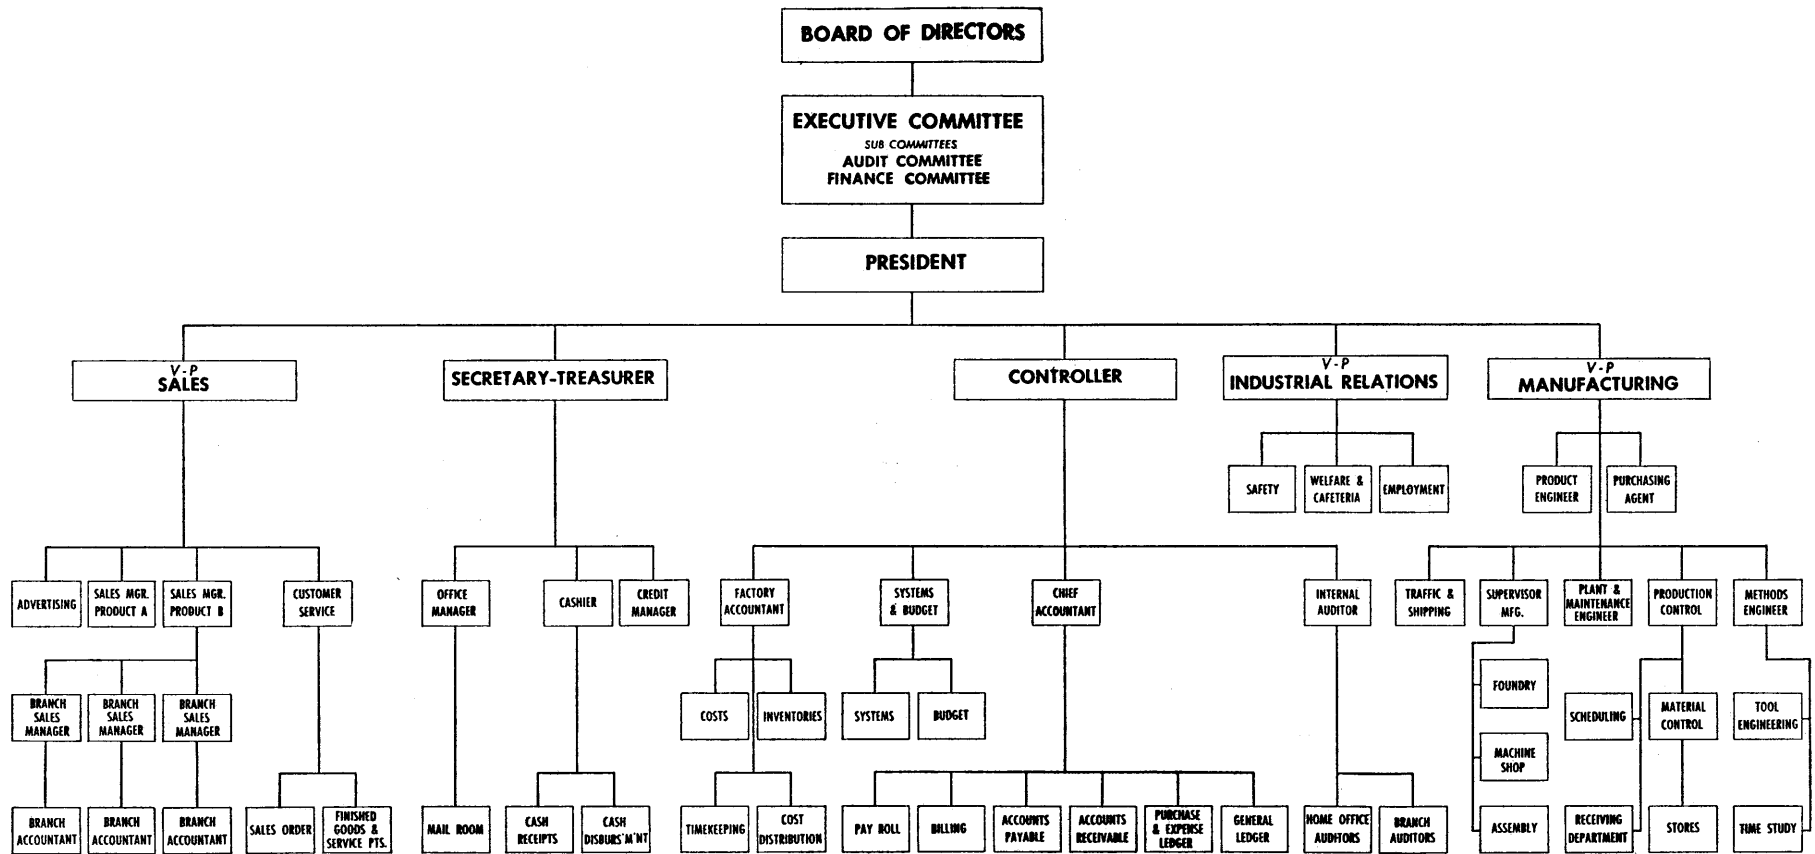 BOARD OF DIRECTORS
EXECUTIVE COMMITTEE
SUB COMMITTEES
AUDIT COMMITTEE
FINANCE COMMITTEE
PRESIDENT
V-P
SALES
SECRETARY-TREASURER
CONTROLLER
V-P
INDUSTRIAL RELATIONS
V-P
MANUFACTURING
SAFETY
WELFARE &
CAFETERIA
EMPLOYMENT
PRODUCT
ENGINEER
PURCHASING
AGENT
ADVERTISING
SALES MGR.
PRODUCT A
SALES MGR.
PRODUCT B
CUSTOMER
SERVICE
OFFICE
MANAGER
CASHIER
CREDIT
MANAGER
FACTORY
ACCOUNTANT
SYSTEMS
& BUDGET
CHIEF
ACCOUNTANT
INTERNAL
AUDITOR
TRAFFIC &
SHIPPING
SUPERVISOR
MFG.
PLANT &
MAINTENANCE
ENGINEER
PRODUCTION
CONTROL
METHODS
ENGINEER
BRANCH
SALES
MANAGER
BRANCH
SALES
MANAGER
BRANCH
SALES
MANAGER
COSTS
INVENTORIES
SYSTEMS
BUDGET
FOUNDRY
SCHEDULING
MATERIAL
CONTROL
TOOL
ENGINEERING
MACHINE
SHOP
BRANCH
ACCOUNTANT
BRANCH
ACCOUNTANT
BRANCH
ACCOUNTANT
SALES ORDER
FINISHED
GOODS &
SERVICE PTS.
MAIL ROOM
CASH
RECEIPTS
CASH
DISBURS'M'NT
TIMEKEEPING
COST
DISTRIBUTION
PAY ROLL
BILLING
ACCOUNTS
PAYABLE
ACCOUNTS
RECEIVABLE
PURCHASE
& EXPENSE
LEDGER
GENERAL
LEDGER
HOME OFFICE
AUDITORS
BRANCH
AUDITORS
ASSEMBLY
RECEIVING
DEPARTMENT
STORES
TIME STUDY